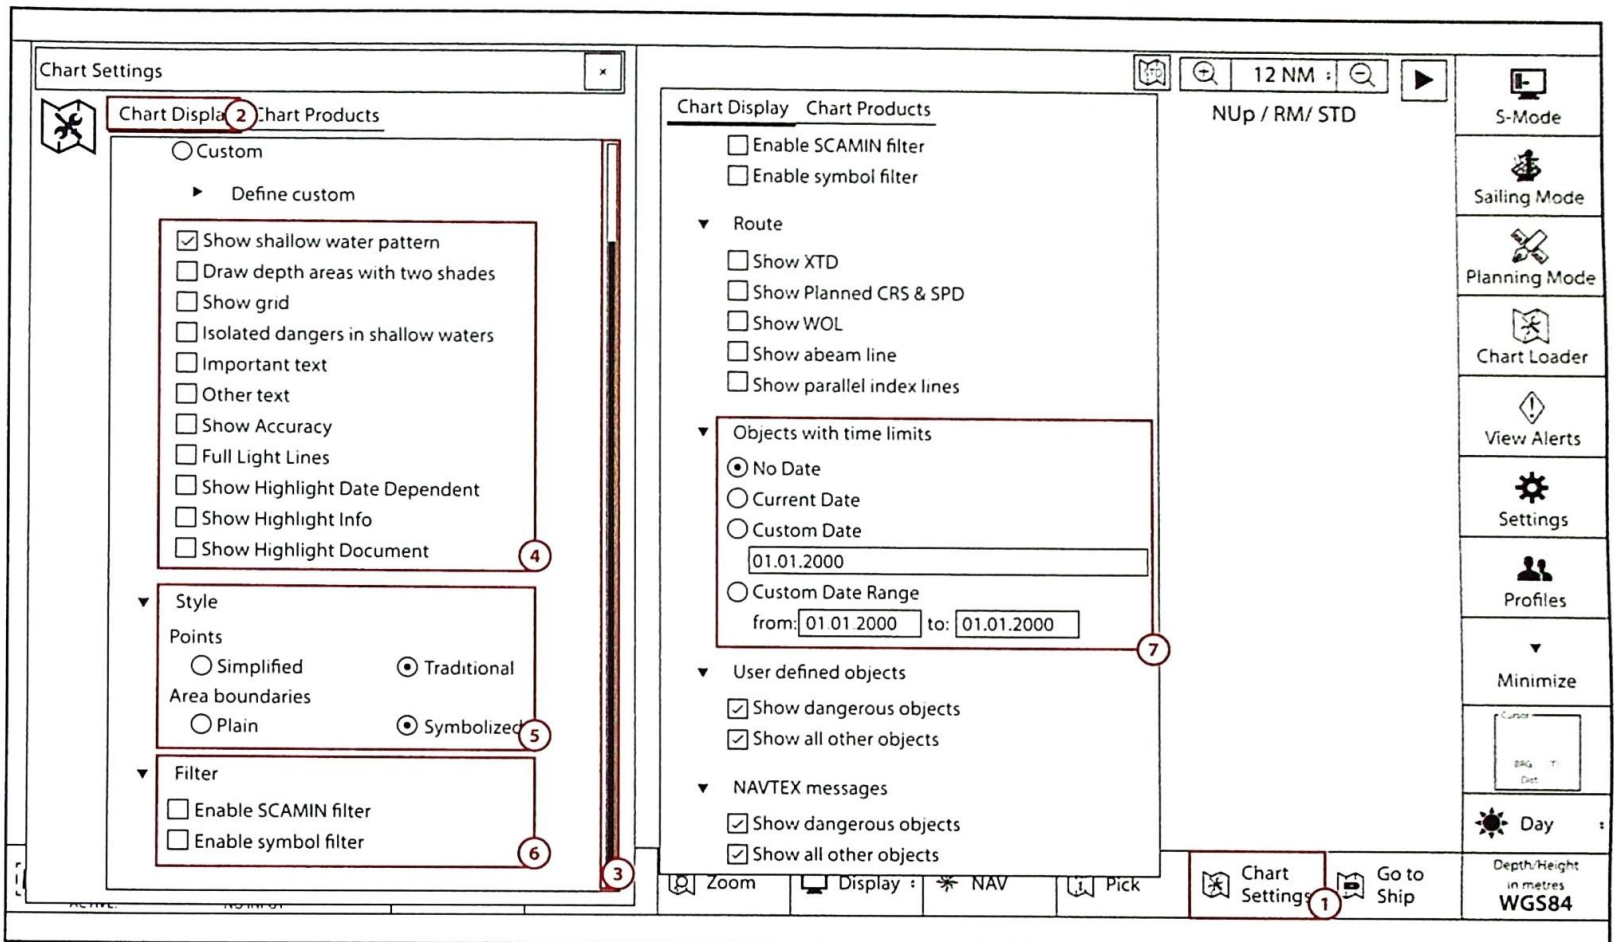 Chart Settings
×
Chart Displa 2 Chart Products
Custom
Define custom
Show shallow water pattern
Draw depth areas with two shades
Show grid
Isolated dangers in shallow waters
Important text
Other text
Show Accuracy
Full Light Lines
Show Highlight Date Dependent
Show Highlight Info
Show Highlight Document
4
Style
Points
Simplified Traditional
Area boundaries
Plain Symbolized
5
Filter
Enable SCAMIN filter
Enable symbol filter
6
3
Chart Display Chart Products
Enable SCAMIN filter
Enable symbol filter
Route
Show XTD
Show Planned CRS & SPD
Show WOL
Show abeam line
Show parallel index lines
Objects with time limits
No Date
Current Date
Custom Date
01.01.2000
Custom Date Range
from: 01.01.2000 to: 01.01.2000
7
User defined objects
Show dangerous objects
Show all other objects
NAVTEX messages
Show dangerous objects
Show all other objects
STD
12 NM
NUp / RM/ STD
S-Mode
Sailing Mode
Planning Mode
Chart Loader
View Alerts
Settings
Profiles
Minimize
Cursor
BRG T
Dist
Day
Depth/Height
in metres
WGS84
Zoom
Display :
NAV
Pick
Chart
Settings
1
Go to
Ship